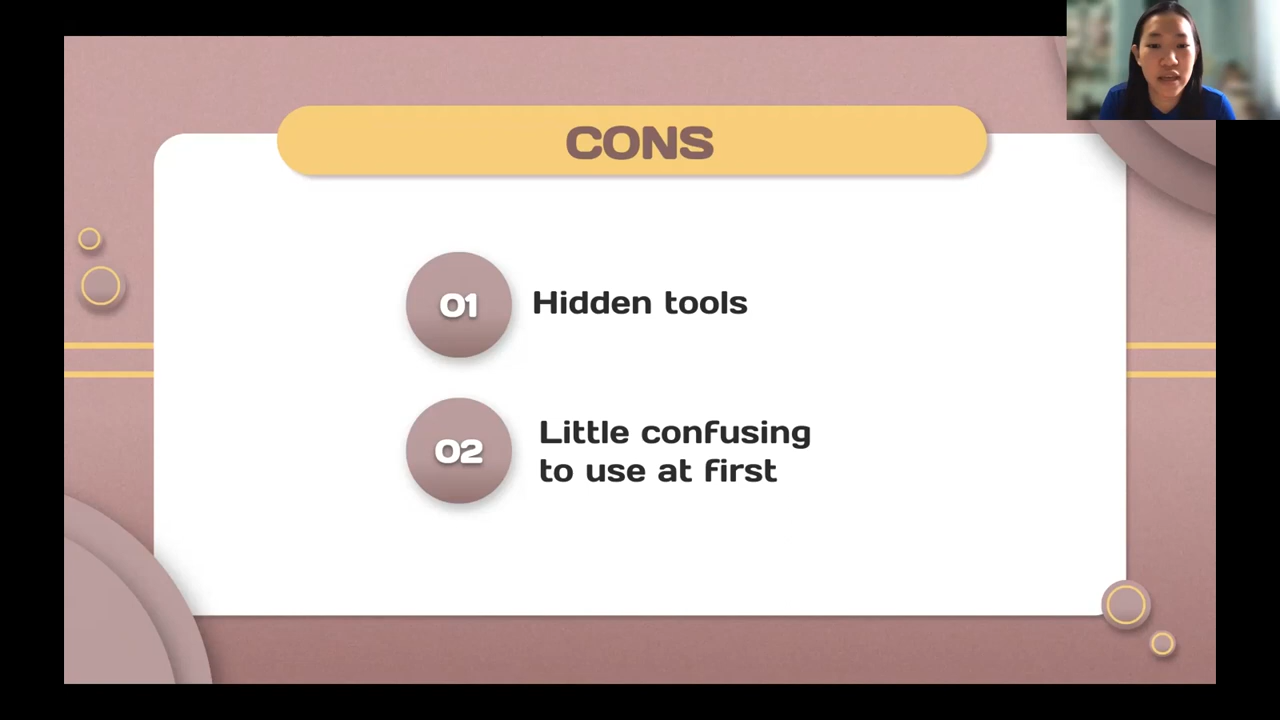 CONS
01
Hidden tools
02
Little confusing
to use at first